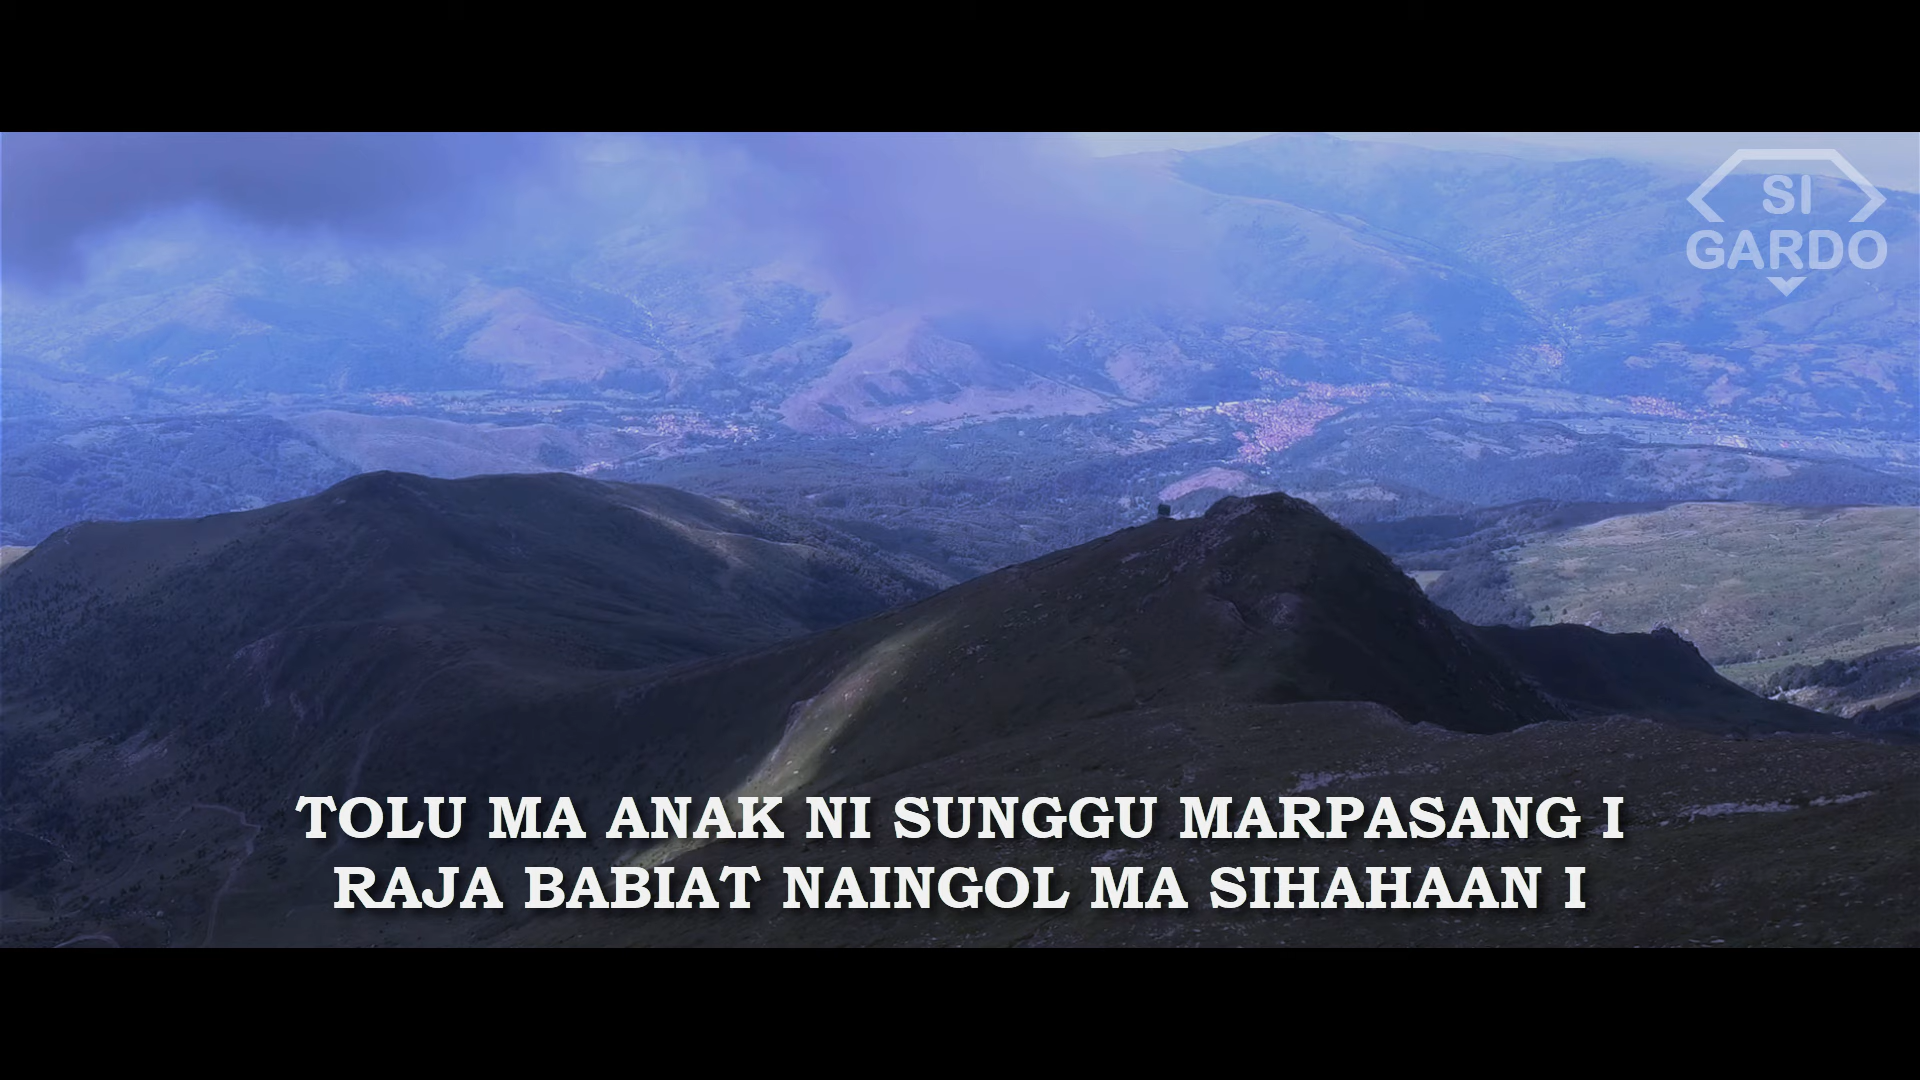 SI
GARDO
TOLU MA ANAK NI SUNGGU MARPASANG I
RAJA BABIAT NAINGOL MA SIHAHAAN I